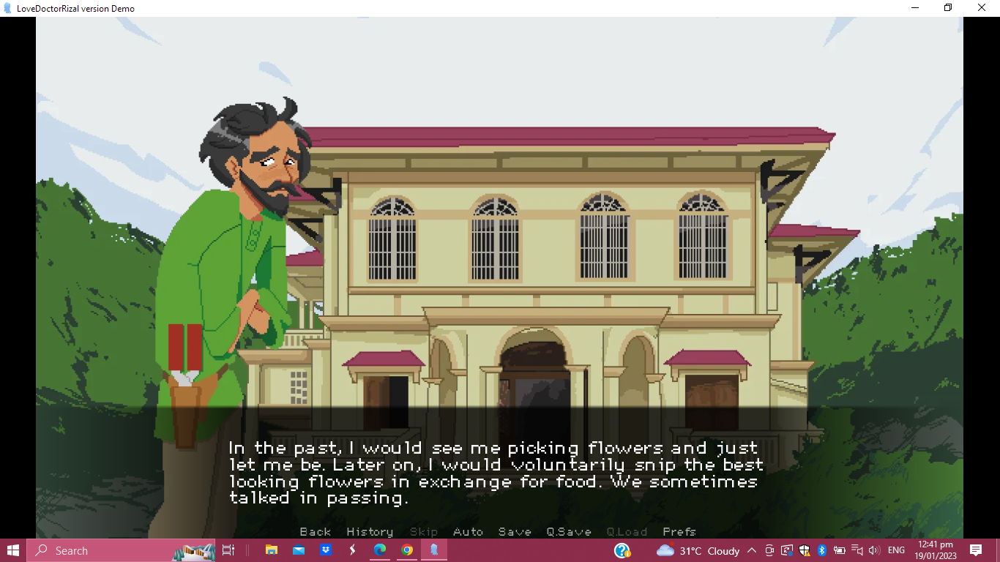 LoveDoctorRizal version Demo
In the past, I would see me picking flowers and just
let me be. Later on, I would voluntarily snip the best
looking flowers in exchange for food. We sometimes
talked in passing.
Back History Skip Auto Save Q.Save Q.Load Prefs
Search
31°C Cloudy
ENG
12:41 pm
19/01/2023